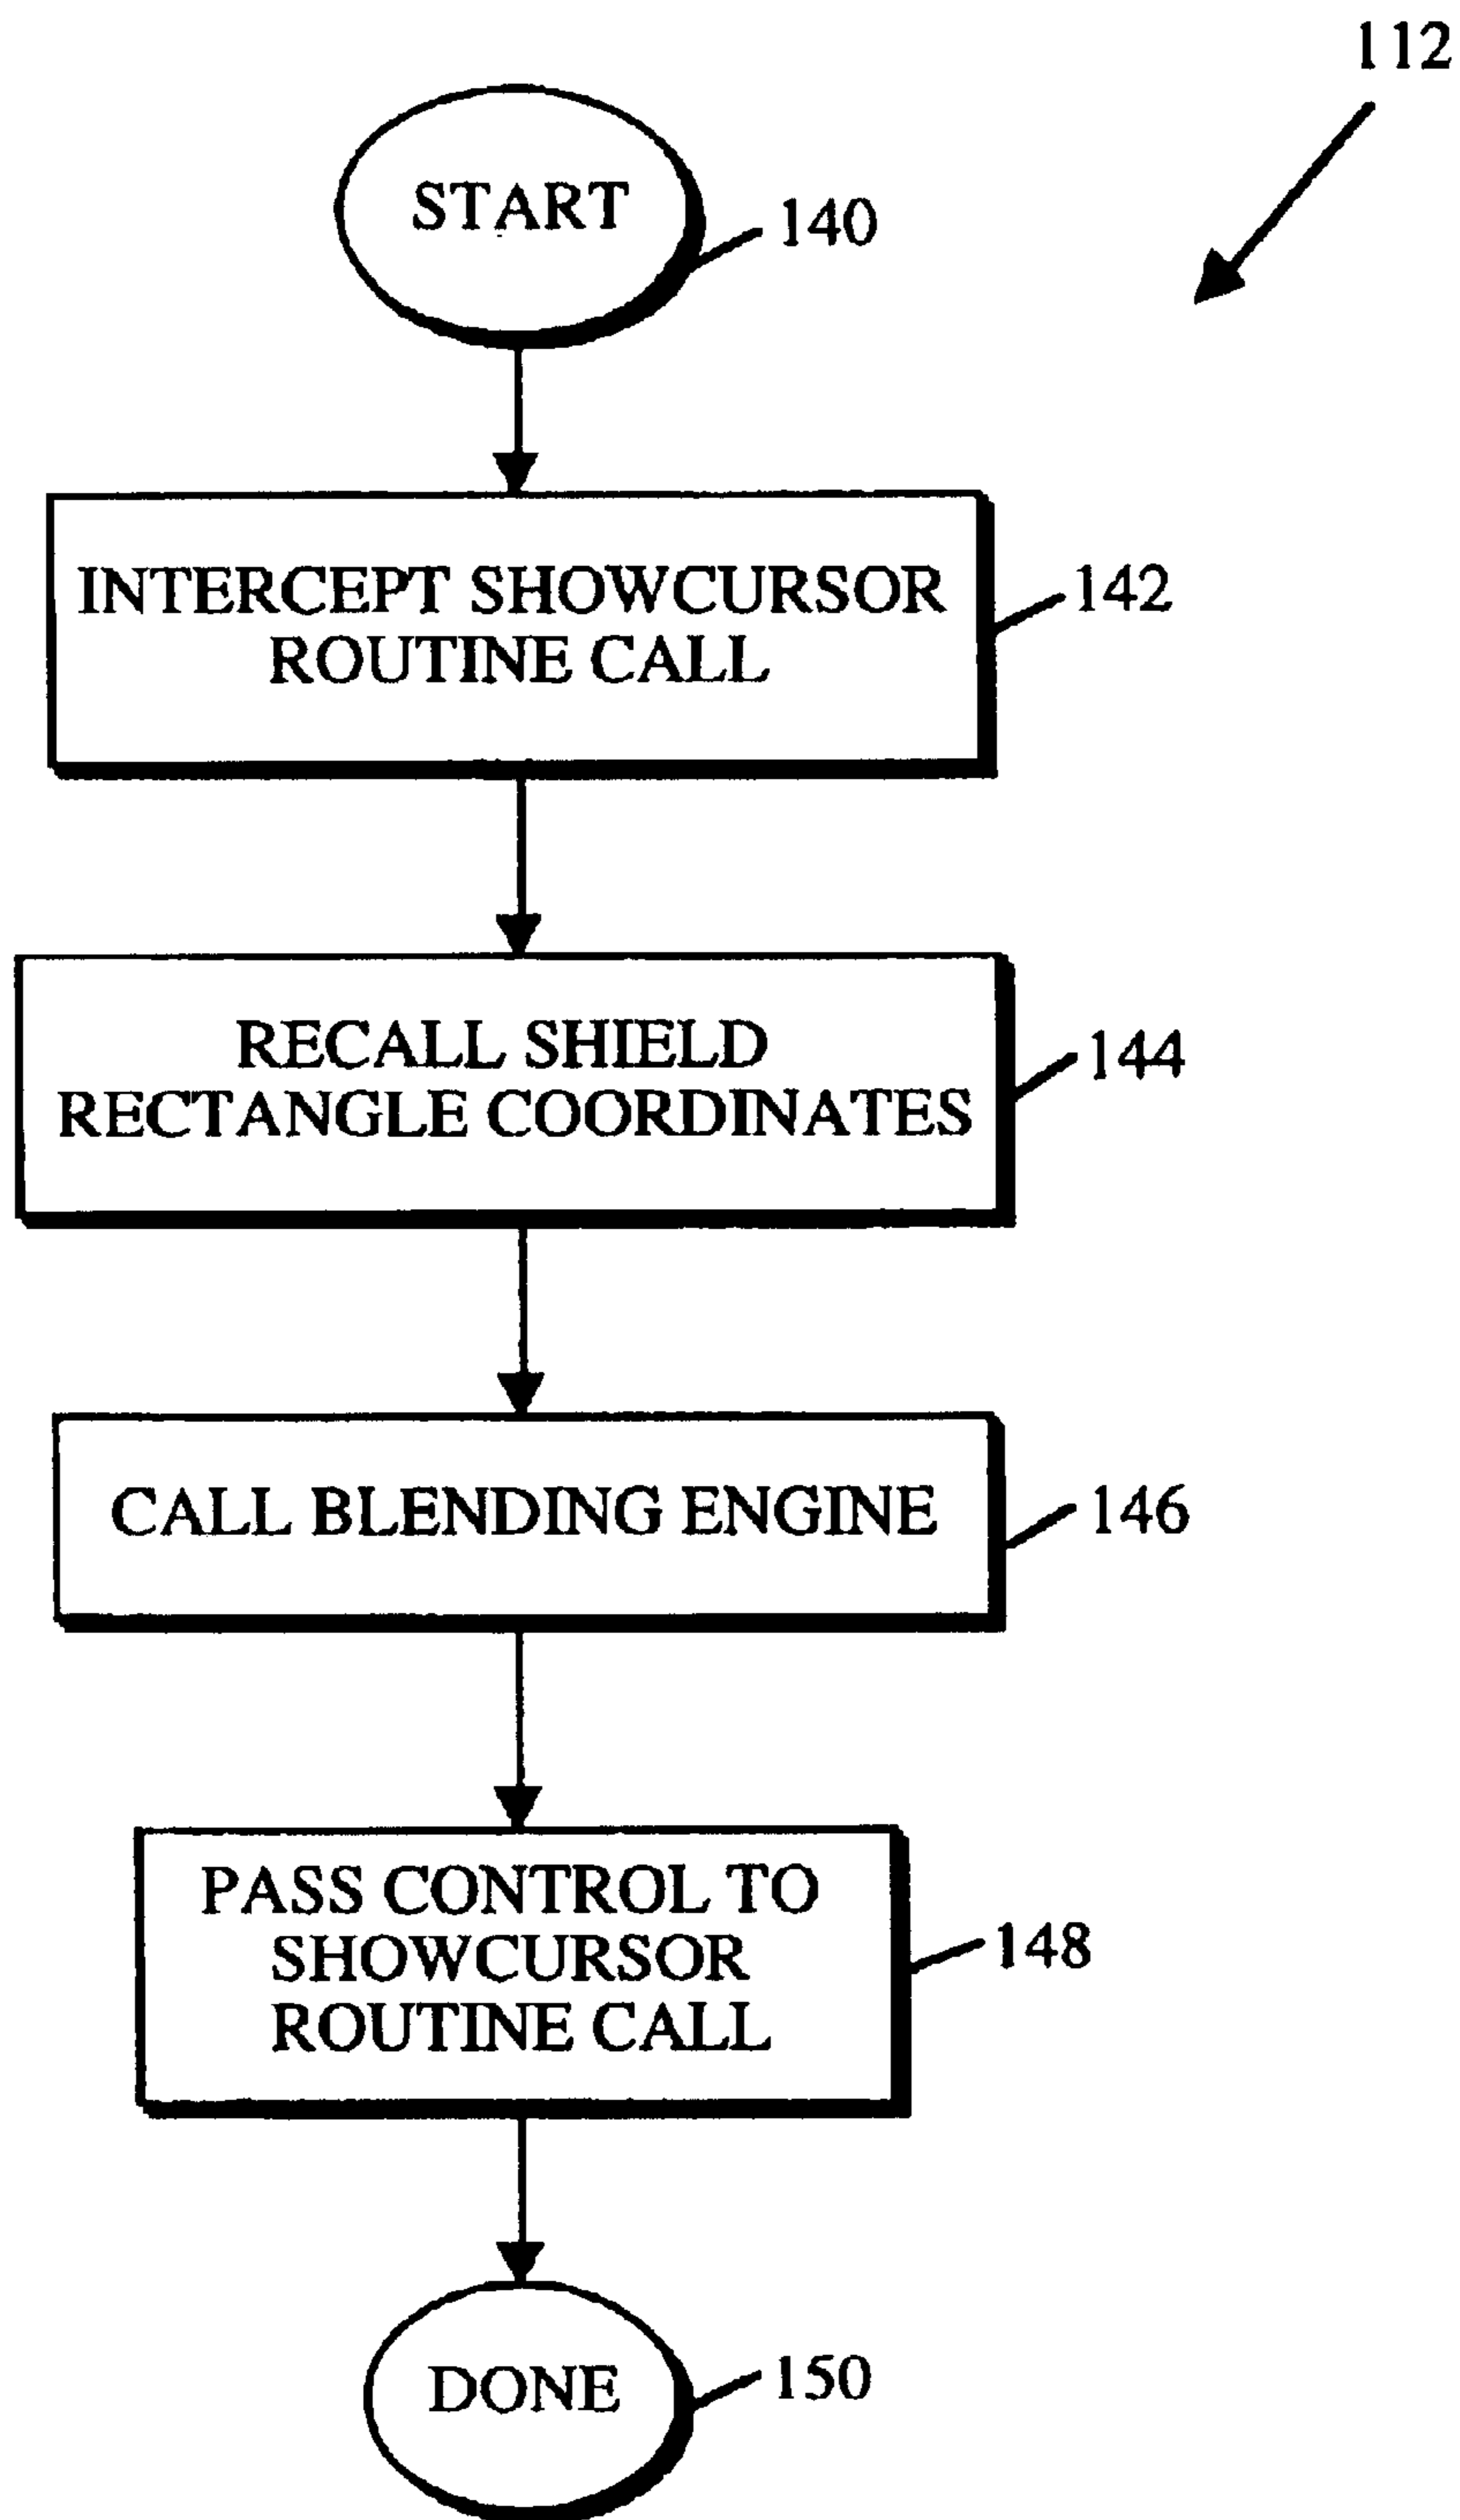 112
START
140
INTERCEPT SHOWCURSOR
ROUTINE CALL
142
RECALL SHIELD
RECTANGLE COORDINATES
144
CALL BLENDING ENGINE
146
PASS CONTROL TO
SHOWCURSOR
ROUTINE CALL
148
DONE
150